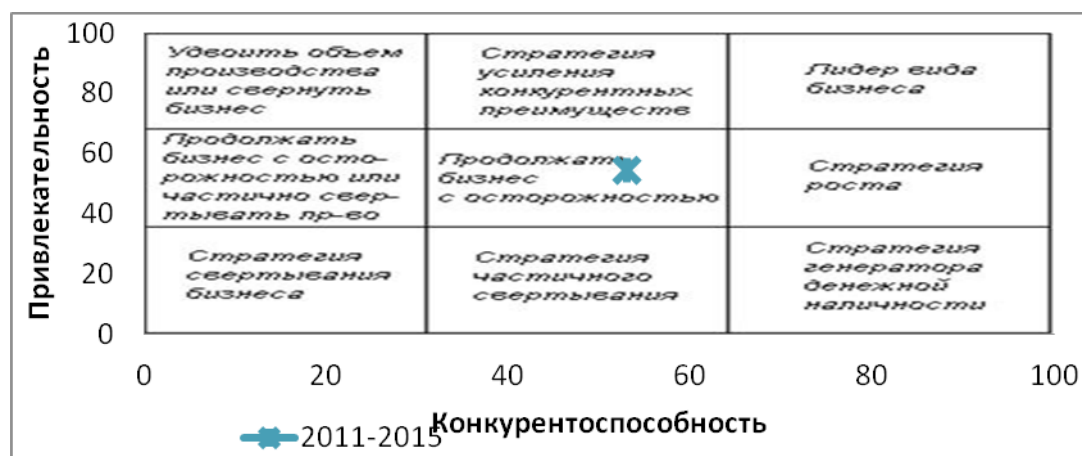 Привлекательность
100
80
60
40
20
0
Удвоить объем
производства
или свернуть
бизнес
Стратегия
усиления
конкурентных
преимуществ
Лидер вида
бизнеса
Продолжать
бизнес с осто-
рожностью или
частично свер-
тывать пр-во
Продолжать
бизнес
с осторожностью
Стратегия
роста
Стратегия
свертывания
бизнеса
Стратегия
частичного
свертывания
Стратегия
генератора
денежной
наличности
0 20 40 60 80 100
Конкурентоспособность
2011-2015